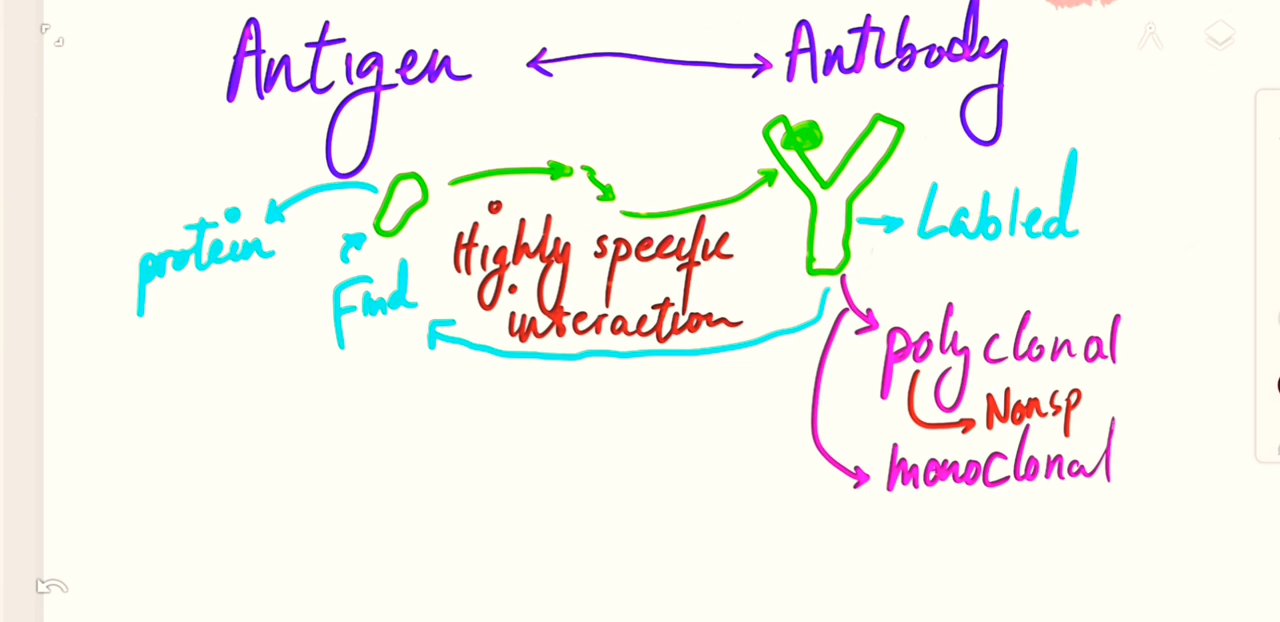 Antigen
Antibody
protein
Find
Highly specific
interaction
Labled
polyclonal
Nonsp
monoclonal